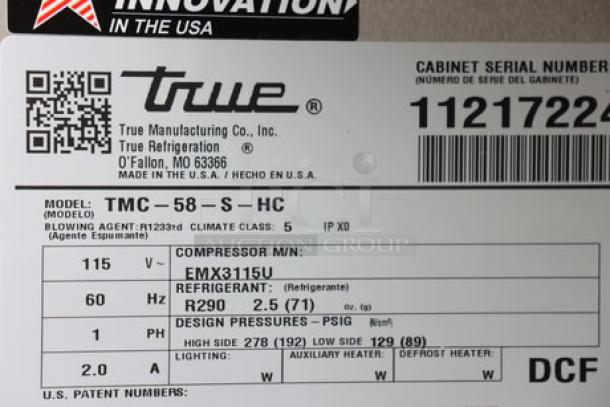 INNOVATION
IN THE USA
true ®
CABINET SERIAL NUMBER
(NÚMERO DE SERIE DEL GABINETE)
11217224
True Manufacturing Co., Inc.
True Refrigeration ®
O'Fallon, MO 63366
MADE IN THE U.S.A. / HECHO EN U.S.A.
MODEL: TMC-58-S-HC
(MODELO)
BLOWING AGENT: R1233zd CLIMATE CLASS: 5 IP X0
(Agente Espumante)
115 V~
COMPRESSOR M/N:
EMX3115U
60 Hz
REFRIGERANT: (Refrigerante)
R290 2.5 (71) Oz. (g)
1 PH
DESIGN PRESSURES-PSIG (N/cm²)
HIGH SIDE 278 (192) LOW SIDE 129 (89)
2.0 A
LIGHTING: W
AUXILIARY HEATER: W
DEFROST HEATER: W
DCF
U.S. PATENT NUMBERS:
AUCTION GROUP